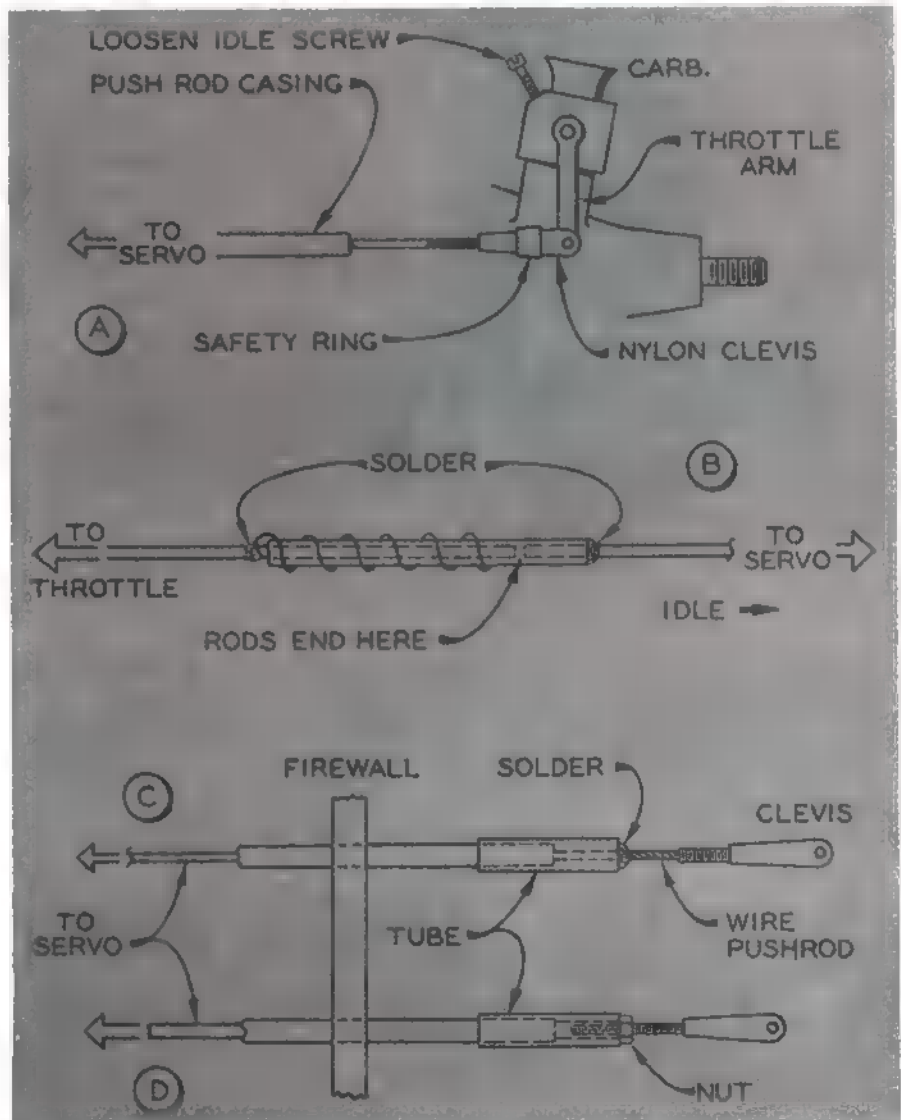 LOOSEN IDLE SCREW
PUSH ROD CASING
CARB.
THROTTLE
ARM
TO
SERVO
A
SAFETY RING
NYLON CLEVIS
SOLDER
B
TO
THROTTLE
TO
SERVO
RODS END HERE
IDLE
C
FIREWALL
SOLDER
CLEVIS
TO
SERVO
TUBE
WIRE
PUSHROD
D
NUT